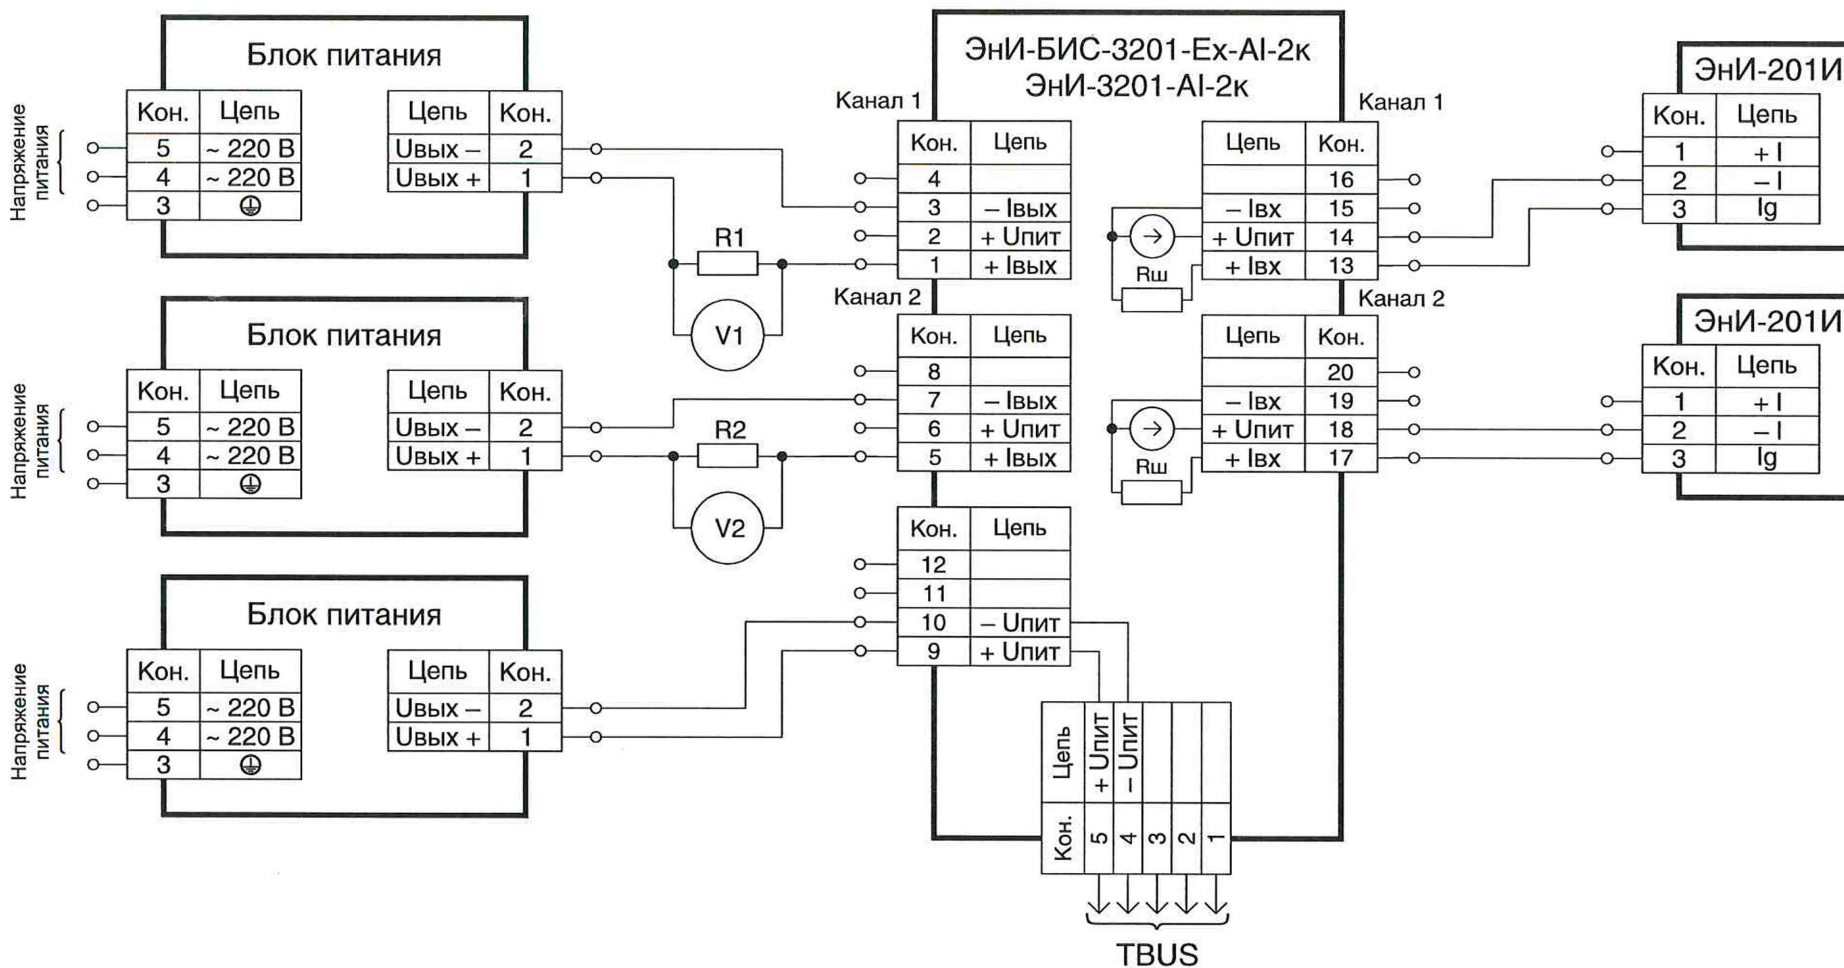 Блок питания
Напряжение питания
Кон. Цепь
5 ~ 220 В
4 ~ 220 В
3
Цепь Кон.
Uвых – 2
Uвых + 1
R1
V1
Блок питания
Напряжение питания
Кон. Цепь
5 ~ 220 В
4 ~ 220 В
3
Цепь Кон.
Uвых – 2
Uвых + 1
R2
V2
Блок питания
Напряжение питания
Кон. Цепь
5 ~ 220 В
4 ~ 220 В
3
Цепь Кон.
Uвых – 2
Uвых + 1
ЭнИ-БИС-3201-Ex-AI-2к
ЭнИ-3201-AI-2к
Канал 1
Кон. Цепь
4
3 – Iвых
2 + Uпит
1 + Iвых
Канал 2
Кон. Цепь
8
7 – Iвых
6 + Uпит
5 + Iвых
Кон. Цепь
12
11
10 – Uпит
9 + Uпит
Канал 1
Цепь Кон.
16
– Iвх 15
+ Uпит 14
+ Iвх 13
Rш
Канал 2
Цепь Кон.
20
– Iвх 19
+ Uпит 18
+ Iвх 17
Rш
Цепь + Uпит – Uпит
Кон. 5 4 3 2 1
TBUS
ЭнИ-201И
Кон. Цепь
1 + I
2 – I
3 Ig
ЭнИ-201И
Кон. Цепь
1 + I
2 – I
3 Ig